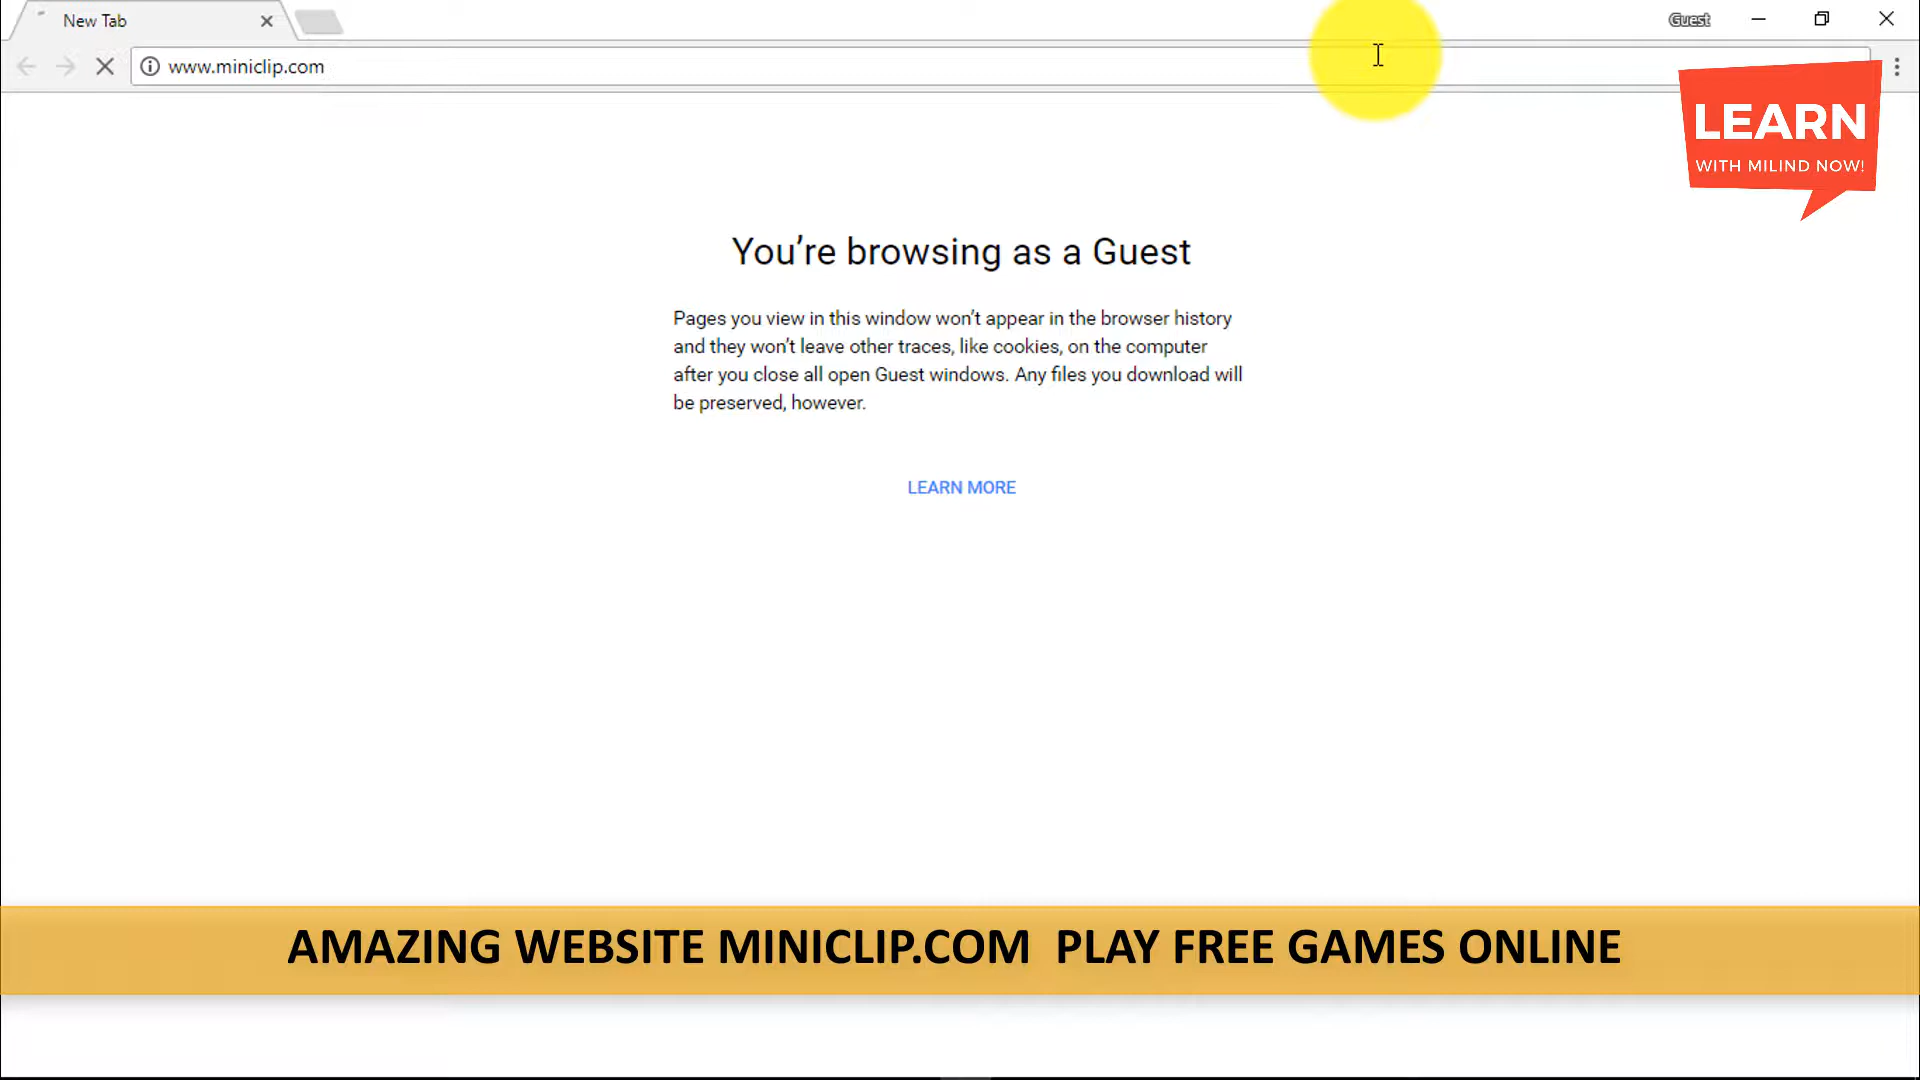 New Tab
Guest
www.miniclip.com
LEARN
WITH MILIND NOW!
You're browsing as a Guest
Pages you view in this window won't appear in the browser history
and they won't leave other traces, like cookies, on the computer
after you close all open Guest windows. Any files you download will
be preserved, however.
LEARN MORE
AMAZING WEBSITE MINICLIP.COM  PLAY FREE GAMES ONLINE